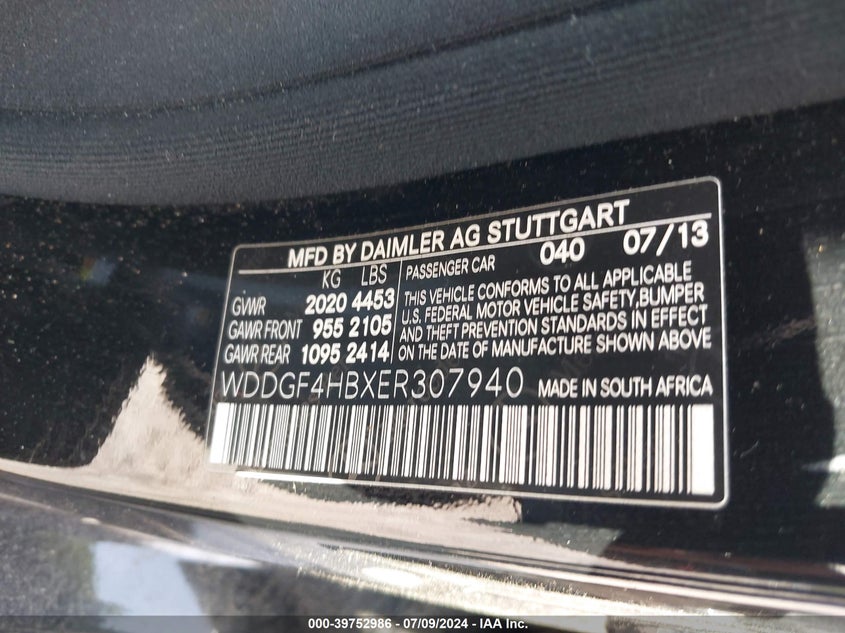 MFD BY DAIMLER AG STUTTGART
KG LBS PASSENGER CAR 040 07/13
GVWR 2020 4453
GAWR FRONT 955 2105
GAWR REAR 1095 2414
THIS VEHICLE CONFORMS TO ALL APPLICABLE
U.S. FEDERAL MOTOR VEHICLE SAFETY, BUMPER
AND THEFT PREVENTION STANDARDS IN EFFECT
ON THE DATE OF MANUFACTURE SHOWN ABOVE
WDDGF4HBXER307940 MADE IN SOUTH AFRICA
000-39752986 - 07/09/2024 - IAA Inc.